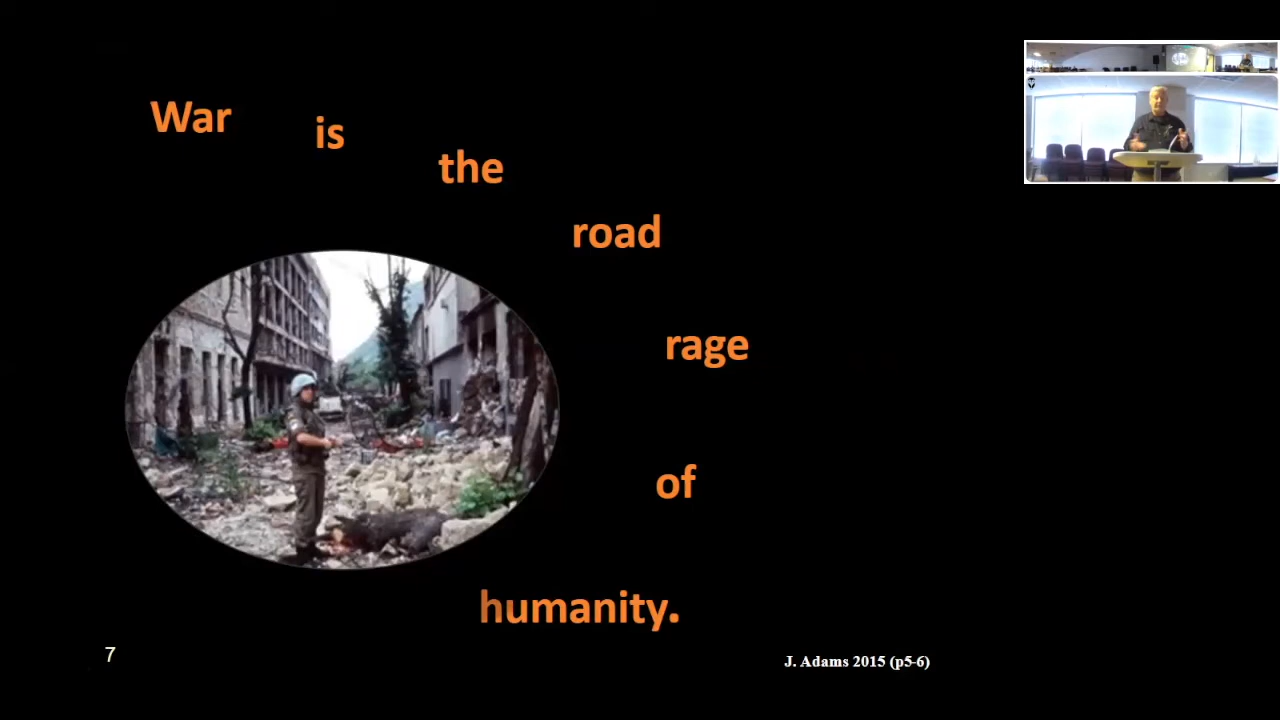 War
is
the
road
rage
of
humanity.
7
J. Adams 2015 (p5-6)